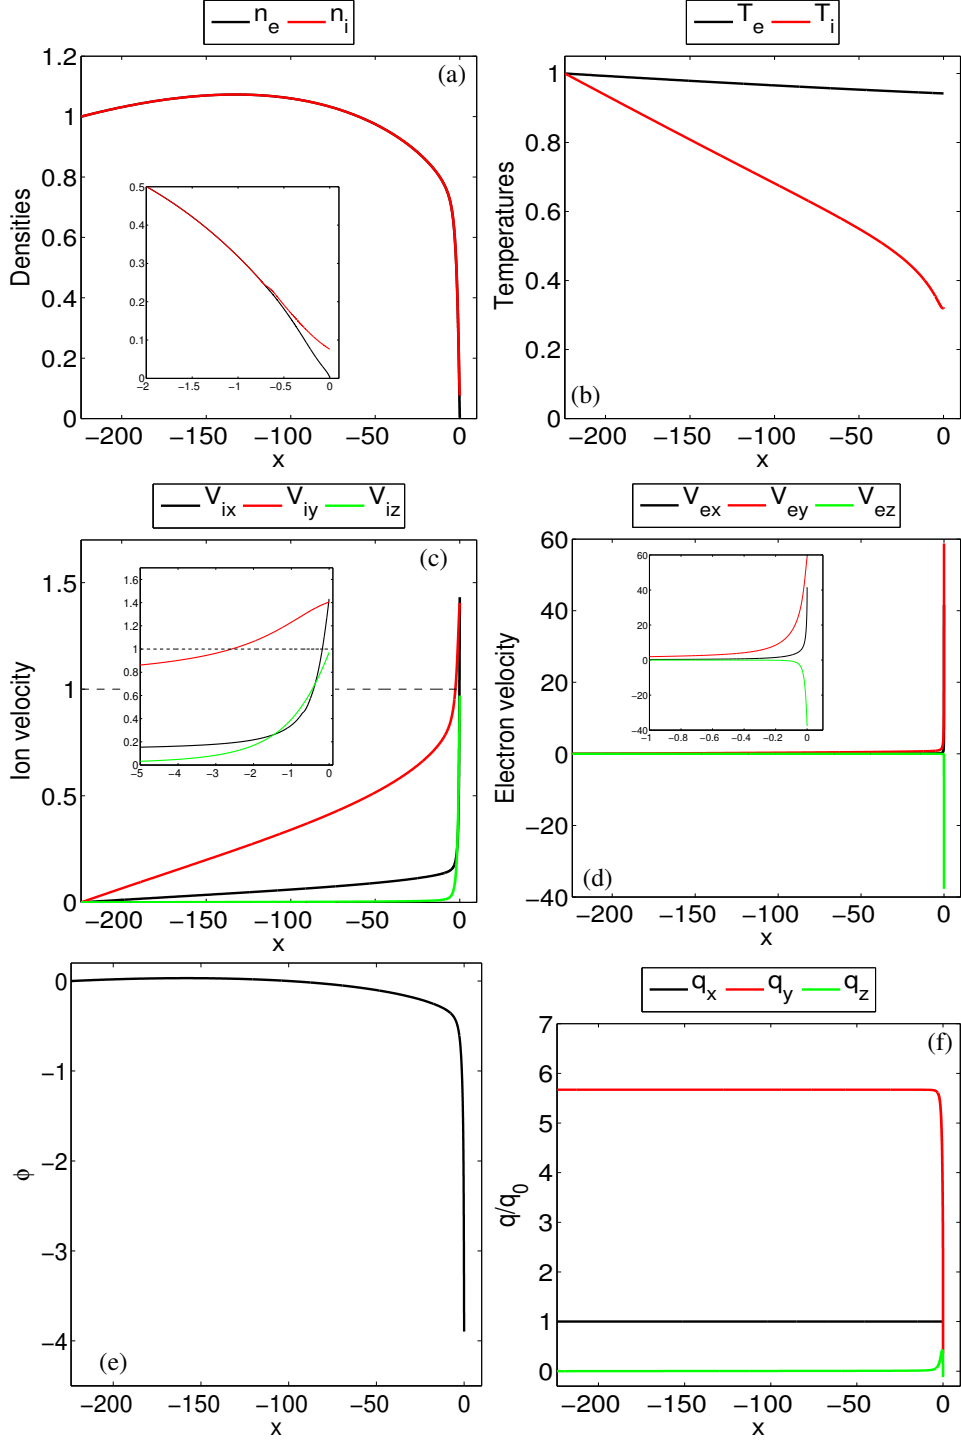 n_e n_i
T_e T_i
(a)
Densities
1.2
1
0.8
0.6
0.4
0.2
0
0.5
0.4
0.3
0.2
0.1
0
−2 −1.5 −1 −0.5 0
−200 −150 −100 −50 0
x
Temperatures
1
0.8
0.6
0.4
0.2
0
(b)
−200 −150 −100 −50 0
x
V_ix V_iy V_iz
V_ex V_ey V_ez
(c)
Ion velocity
1.5
1
0.5
0
1.6
1.4
1.2
1
0.8
0.6
0.4
0.2
0
−5 −4 −3 −2 −1 0
−200 −150 −100 −50 0
x
Electron velocity
60
40
20
0
−20
−40
60
40
20
0
−20
−40
−1 −0.8 −0.6 −0.4 −0.2 0
(d)
−200 −150 −100 −50 0
x
ϕ
0
−1
−2
−3
−4
(e)
−200 −150 −100 −50 0
x
q_x q_y q_z
(f)
q/q_0
7
6
5
4
3
2
1
0
−200 −150 −100 −50 0
x